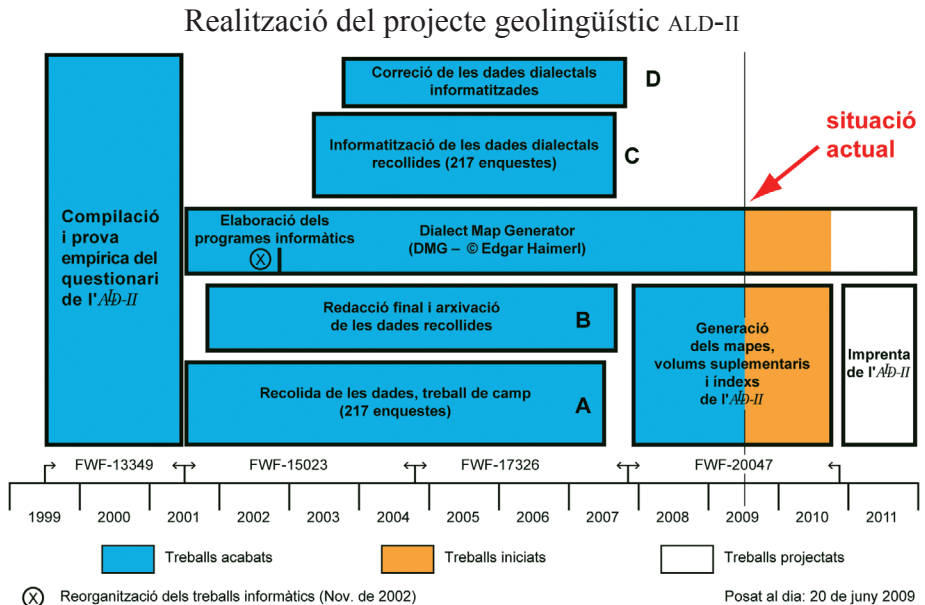 Realització del projecte geolingüístic ALD-II
Correció de les dades dialectals
informatitzades
D
Informatització de les dades dialectals
recollides (217 enquestes)
C
situació
actual
Compilació
i prova
empírica del
questionari
de l'ALD-II
Elaboració dels
programes informàtics
X
Dialect Map Generator
(DMG – © Edgar Haimerl)
Redacció final i arxivació
de les dades recollides
B
Generació
dels mapes,
volums suplementaris
i índexs
de l'ALD-II
Imprenta
de l'ALD-II
Recolida de les dades, treball de camp
(217 enquestes)
A
FWF-13349 FWF-15023 FWF-17326 FWF-20047
1999 2000 2001 2002 2003 2004 2005 2006 2007 2008 2009 2010 2011
Treballs acabats Treballs iniciats Treballs projectats
X Reorganització dels treballs informàtics (Nov. de 2002) Posat al dia: 20 de juny 2009